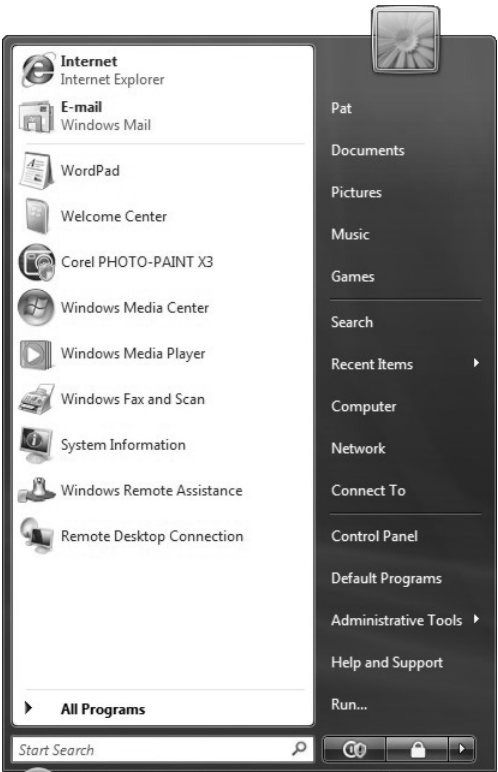 Internet
Internet Explorer
E-mail
Windows Mail
WordPad
Welcome Center
Corel PHOTO-PAINT X3
Windows Media Center
Windows Media Player
Windows Fax and Scan
System Information
Windows Remote Assistance
Remote Desktop Connection
All Programs
Start Search
Pat
Documents
Pictures
Music
Games
Search
Recent Items
Computer
Network
Connect To
Control Panel
Default Programs
Administrative Tools
Help and Support
Run...